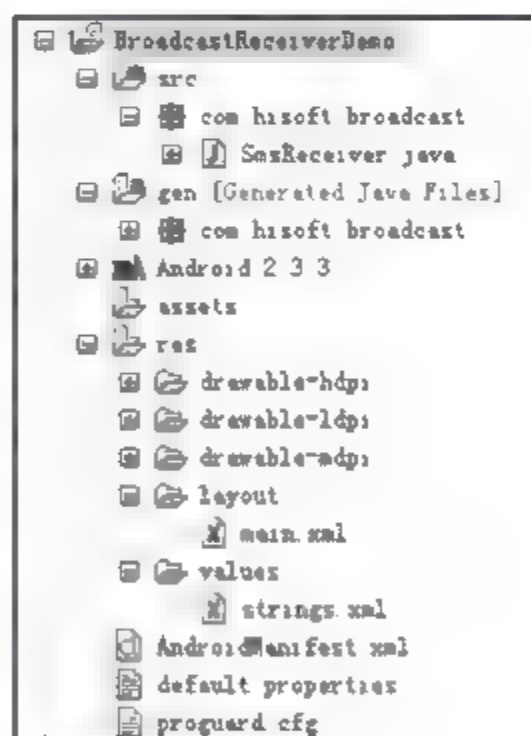 BroadcastReceiverDemo
src
com hisoft broadcast
SmsReceiver java
gen [Generated Java Files]
com hisoft broadcast
Android 2 3 3
assets
res
drawable-hdpi
drawable-ldpi
drawable-mdpi
layout
main.xml
values
strings.xml
AndroidManifest xml
default properties
proguard cfg